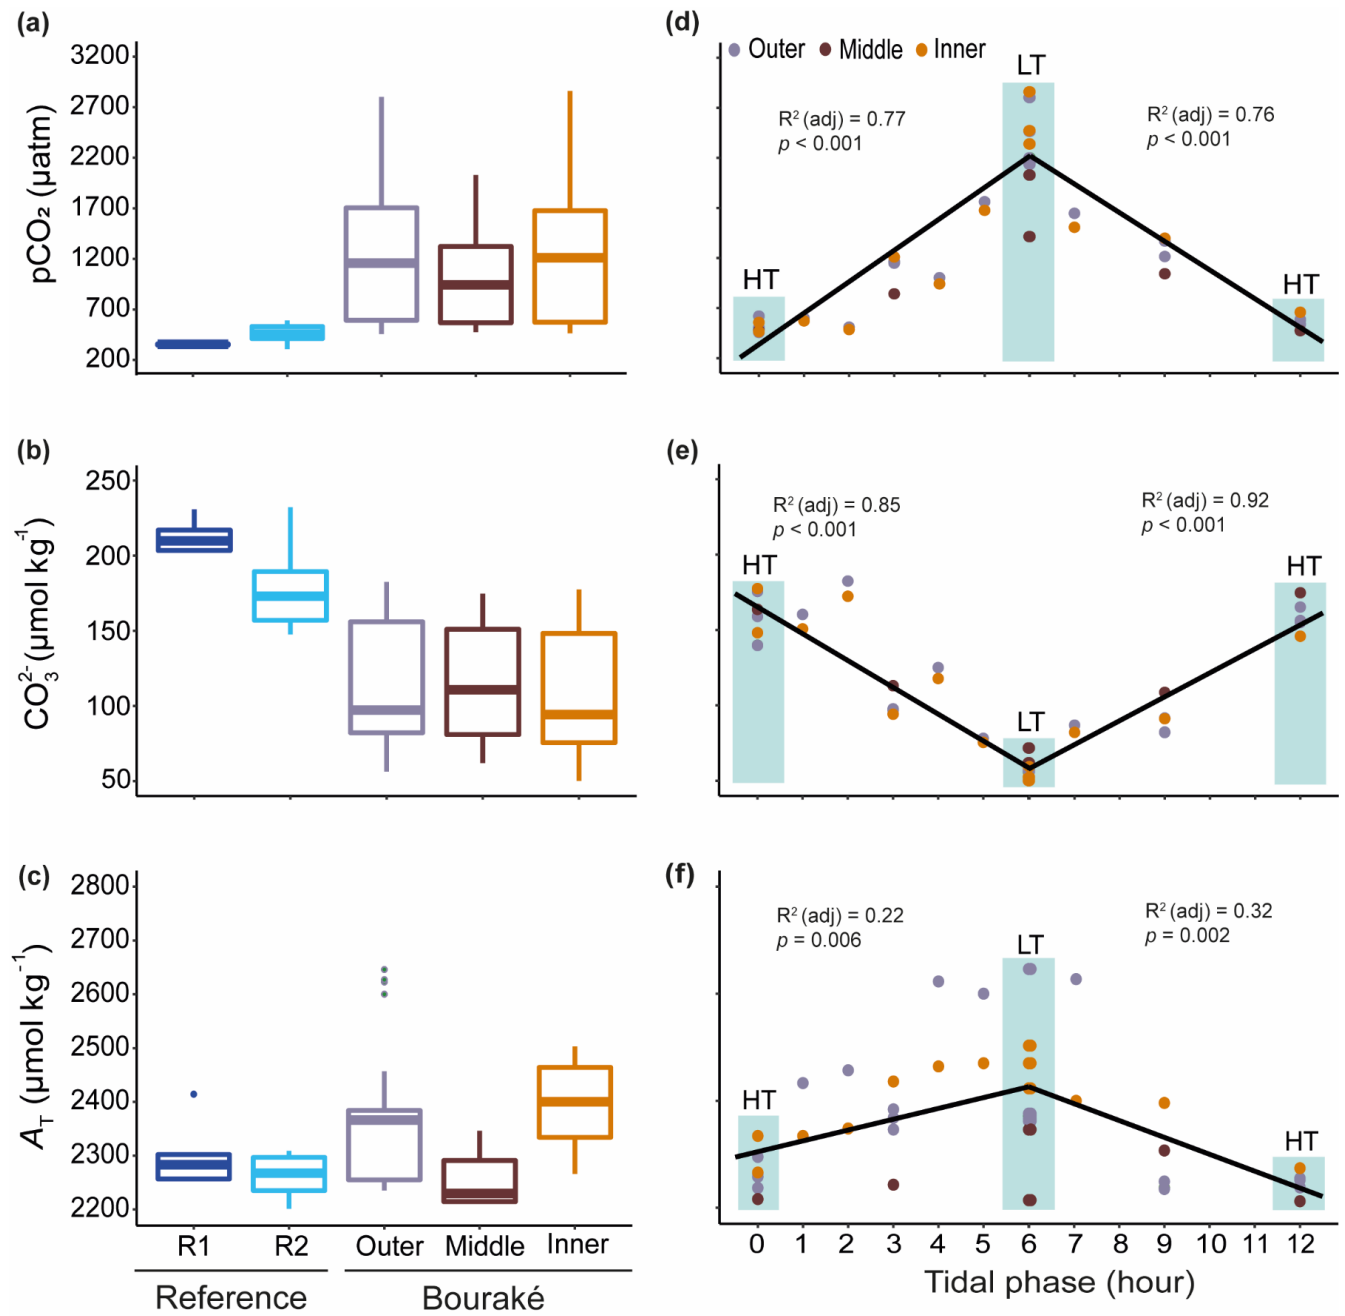 (a)
3200
2700
2200
1700
1200
700
200
pCO₂ (µatm)
(d)
Outer Middle Inner
LT
R² (adj) = 0.77
p < 0.001
R² (adj) = 0.76
p < 0.001
HT
HT
(b)
250
200
150
100
50
CO₃²⁻ (µmol kg⁻¹)
(e)
R² (adj) = 0.85
p < 0.001
R² (adj) = 0.92
p < 0.001
HT
HT
LT
(c)
2800
2700
2600
2500
2400
2300
2200
A_T (µmol kg⁻¹)
R1 R2 Outer Middle Inner
Reference Bouraké
(f)
R² (adj) = 0.22
p = 0.006
R² (adj) = 0.32
p = 0.002
LT
HT
HT
0 1 2 3 4 5 6 7 8 9 10 11 12
Tidal phase (hour)